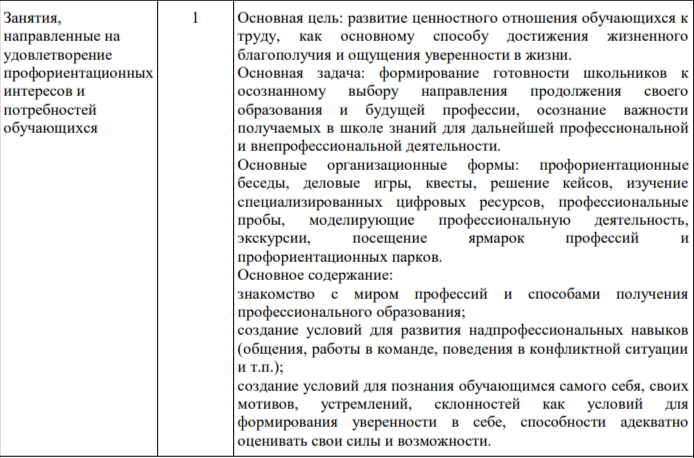 Занятия,
направленные на
удовлетворение
профориентационных
интересов и
потребностей
обучающихся
1
Основная цель: развитие ценностного отношения обучающихся к
труду, как основному способу достижения жизненного
благополучия и ощущения уверенности в жизни.
Основная задача: формирование готовности школьников к
осознанному выбору направления продолжения своего
образования и будущей профессии, осознание важности
получаемых в школе знаний для дальнейшей профессиональной
и внепрофессиональной деятельности.
Основные организационные формы: профориентационные
беседы, деловые игры, квесты, решение кейсов, изучение
специализированных цифровых ресурсов, профессиональные
пробы, моделирующие профессиональную деятельность,
экскурсии, посещение ярмарок профессий и
профориентационных парков.
Основное содержание:
знакомство с миром профессий и способами получения
профессионального образования;
создание условий для развития надпрофессиональных навыков
(общения, работы в команде, поведения в конфликтной ситуации
и т.п.);
создание условий для познания обучающимся самого себя, своих
мотивов, устремлений, склонностей как условий для
формирования уверенности в себе, способности адекватно
оценивать свои силы и возможности.